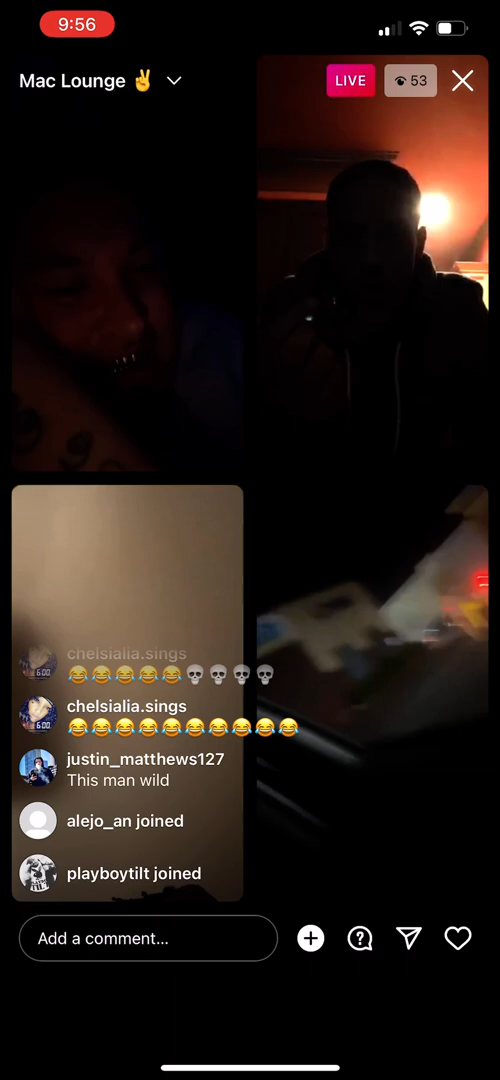 9:56
Mac Lounge ✌️
LIVE
53
chelsialia.sings
😂😂😂😂😂💀💀💀💀
chelsialia.sings
😂😂😂😂😂😂😂😂😂😂
justin_matthews127
This man wild
alejo_an joined
playboytilt joined
Add a comment...